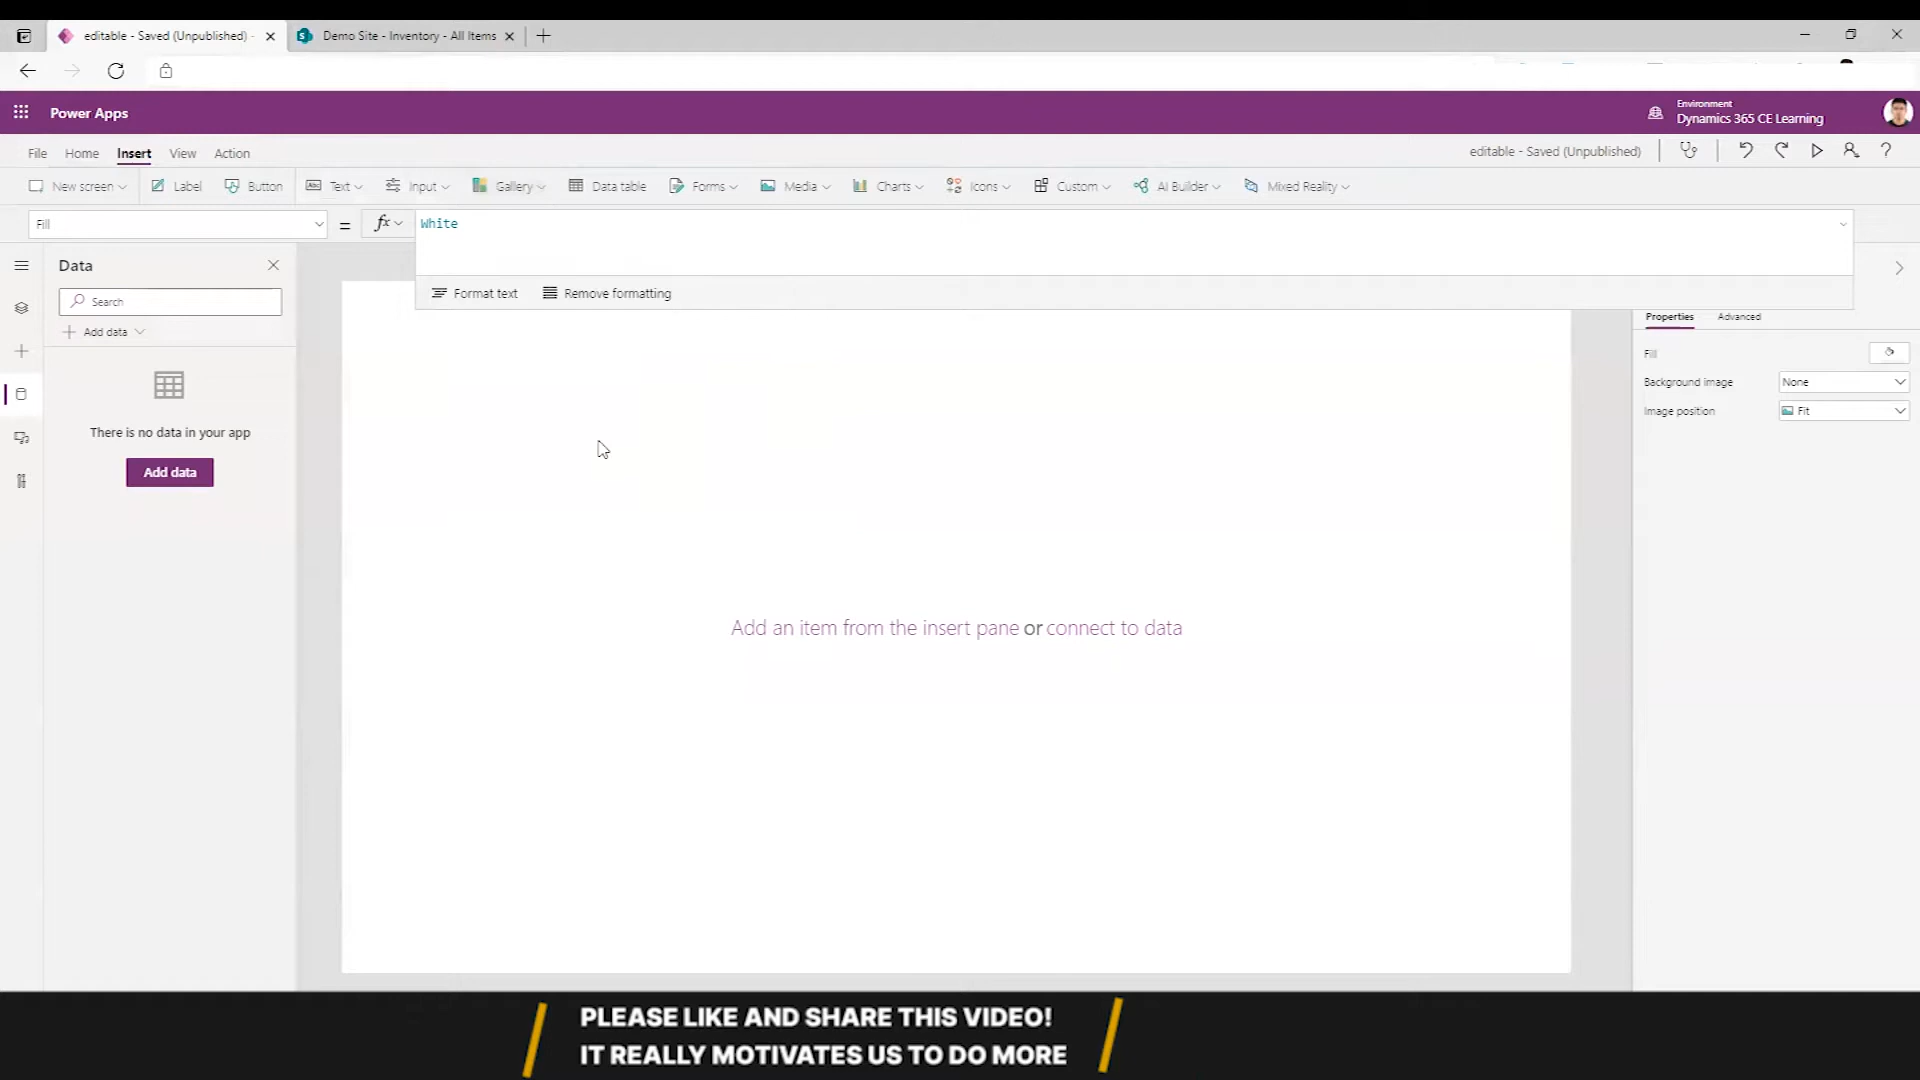 editable - Saved (Unpublished) -
Demo Site - Inventory - All Items
Power Apps
Environment
Dynamics 365 CE Learning
File
Home
Insert
View
Action
editable - Saved (Unpublished)
New screen
Label
Button
Abc Text
Input
Gallery
Data table
Forms
Media
Charts
Icons
Custom
AI Builder
Mixed Reality
Fill
=
fx
White
Data
Search
Add data
Format text
Remove formatting
Properties
Advanced
Fill
Background image
None
Image position
Fit
There is no data in your app
Add data
Add an item from the insert pane or connect to data
PLEASE LIKE AND SHARE THIS VIDEO!
IT REALLY MOTIVATES US TO DO MORE